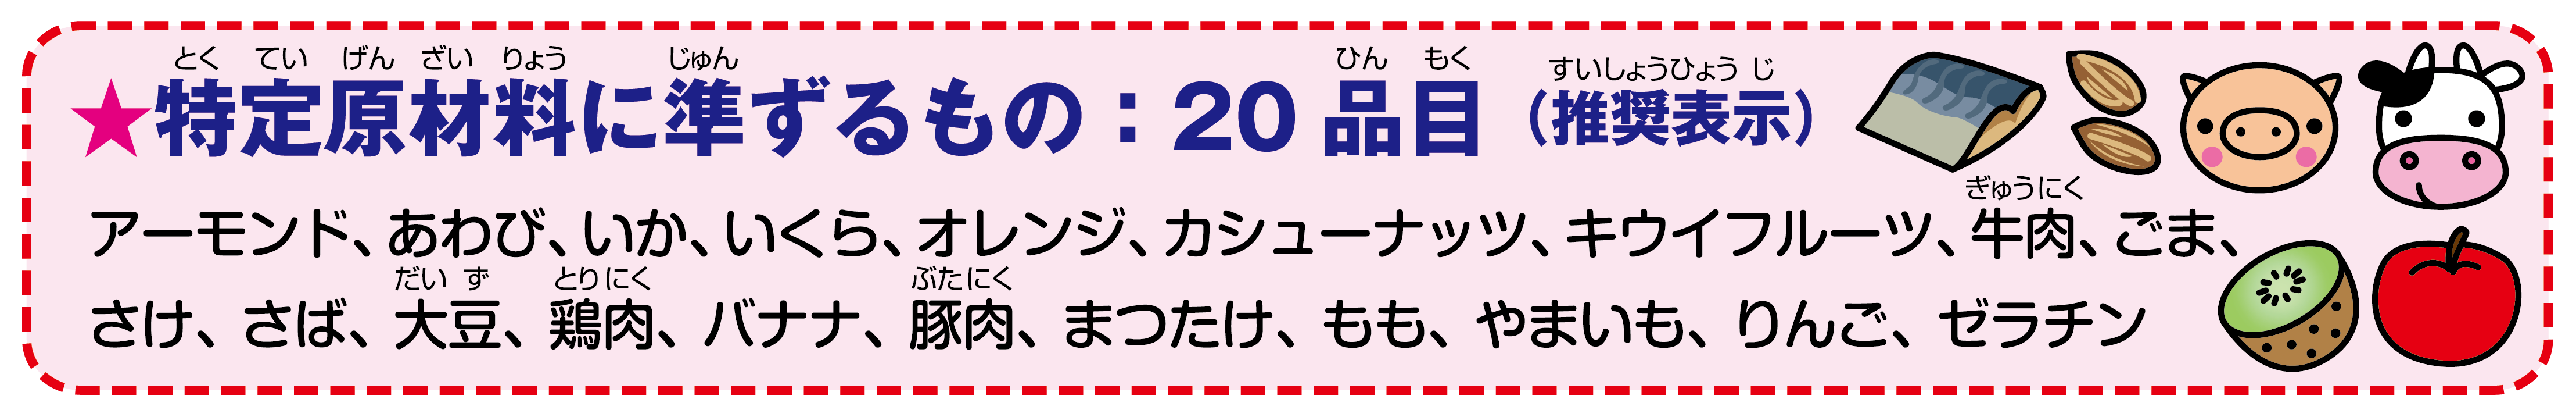 とく てい げん ざい りょう じゅん ひん もく すいしょうひょう じ
★特定原材料に準ずるもの：20 品目（推奨表示）
ぎゅうにく
アーモンド、あわび、いか、いくら、オレンジ、カシューナッツ、キウイフルーツ、牛肉、ごま、
だい ず とりにく ぶたにく
さけ、さば、大豆、鶏肉、バナナ、豚肉、まつたけ、もも、やまいも、りんご、ゼラチン